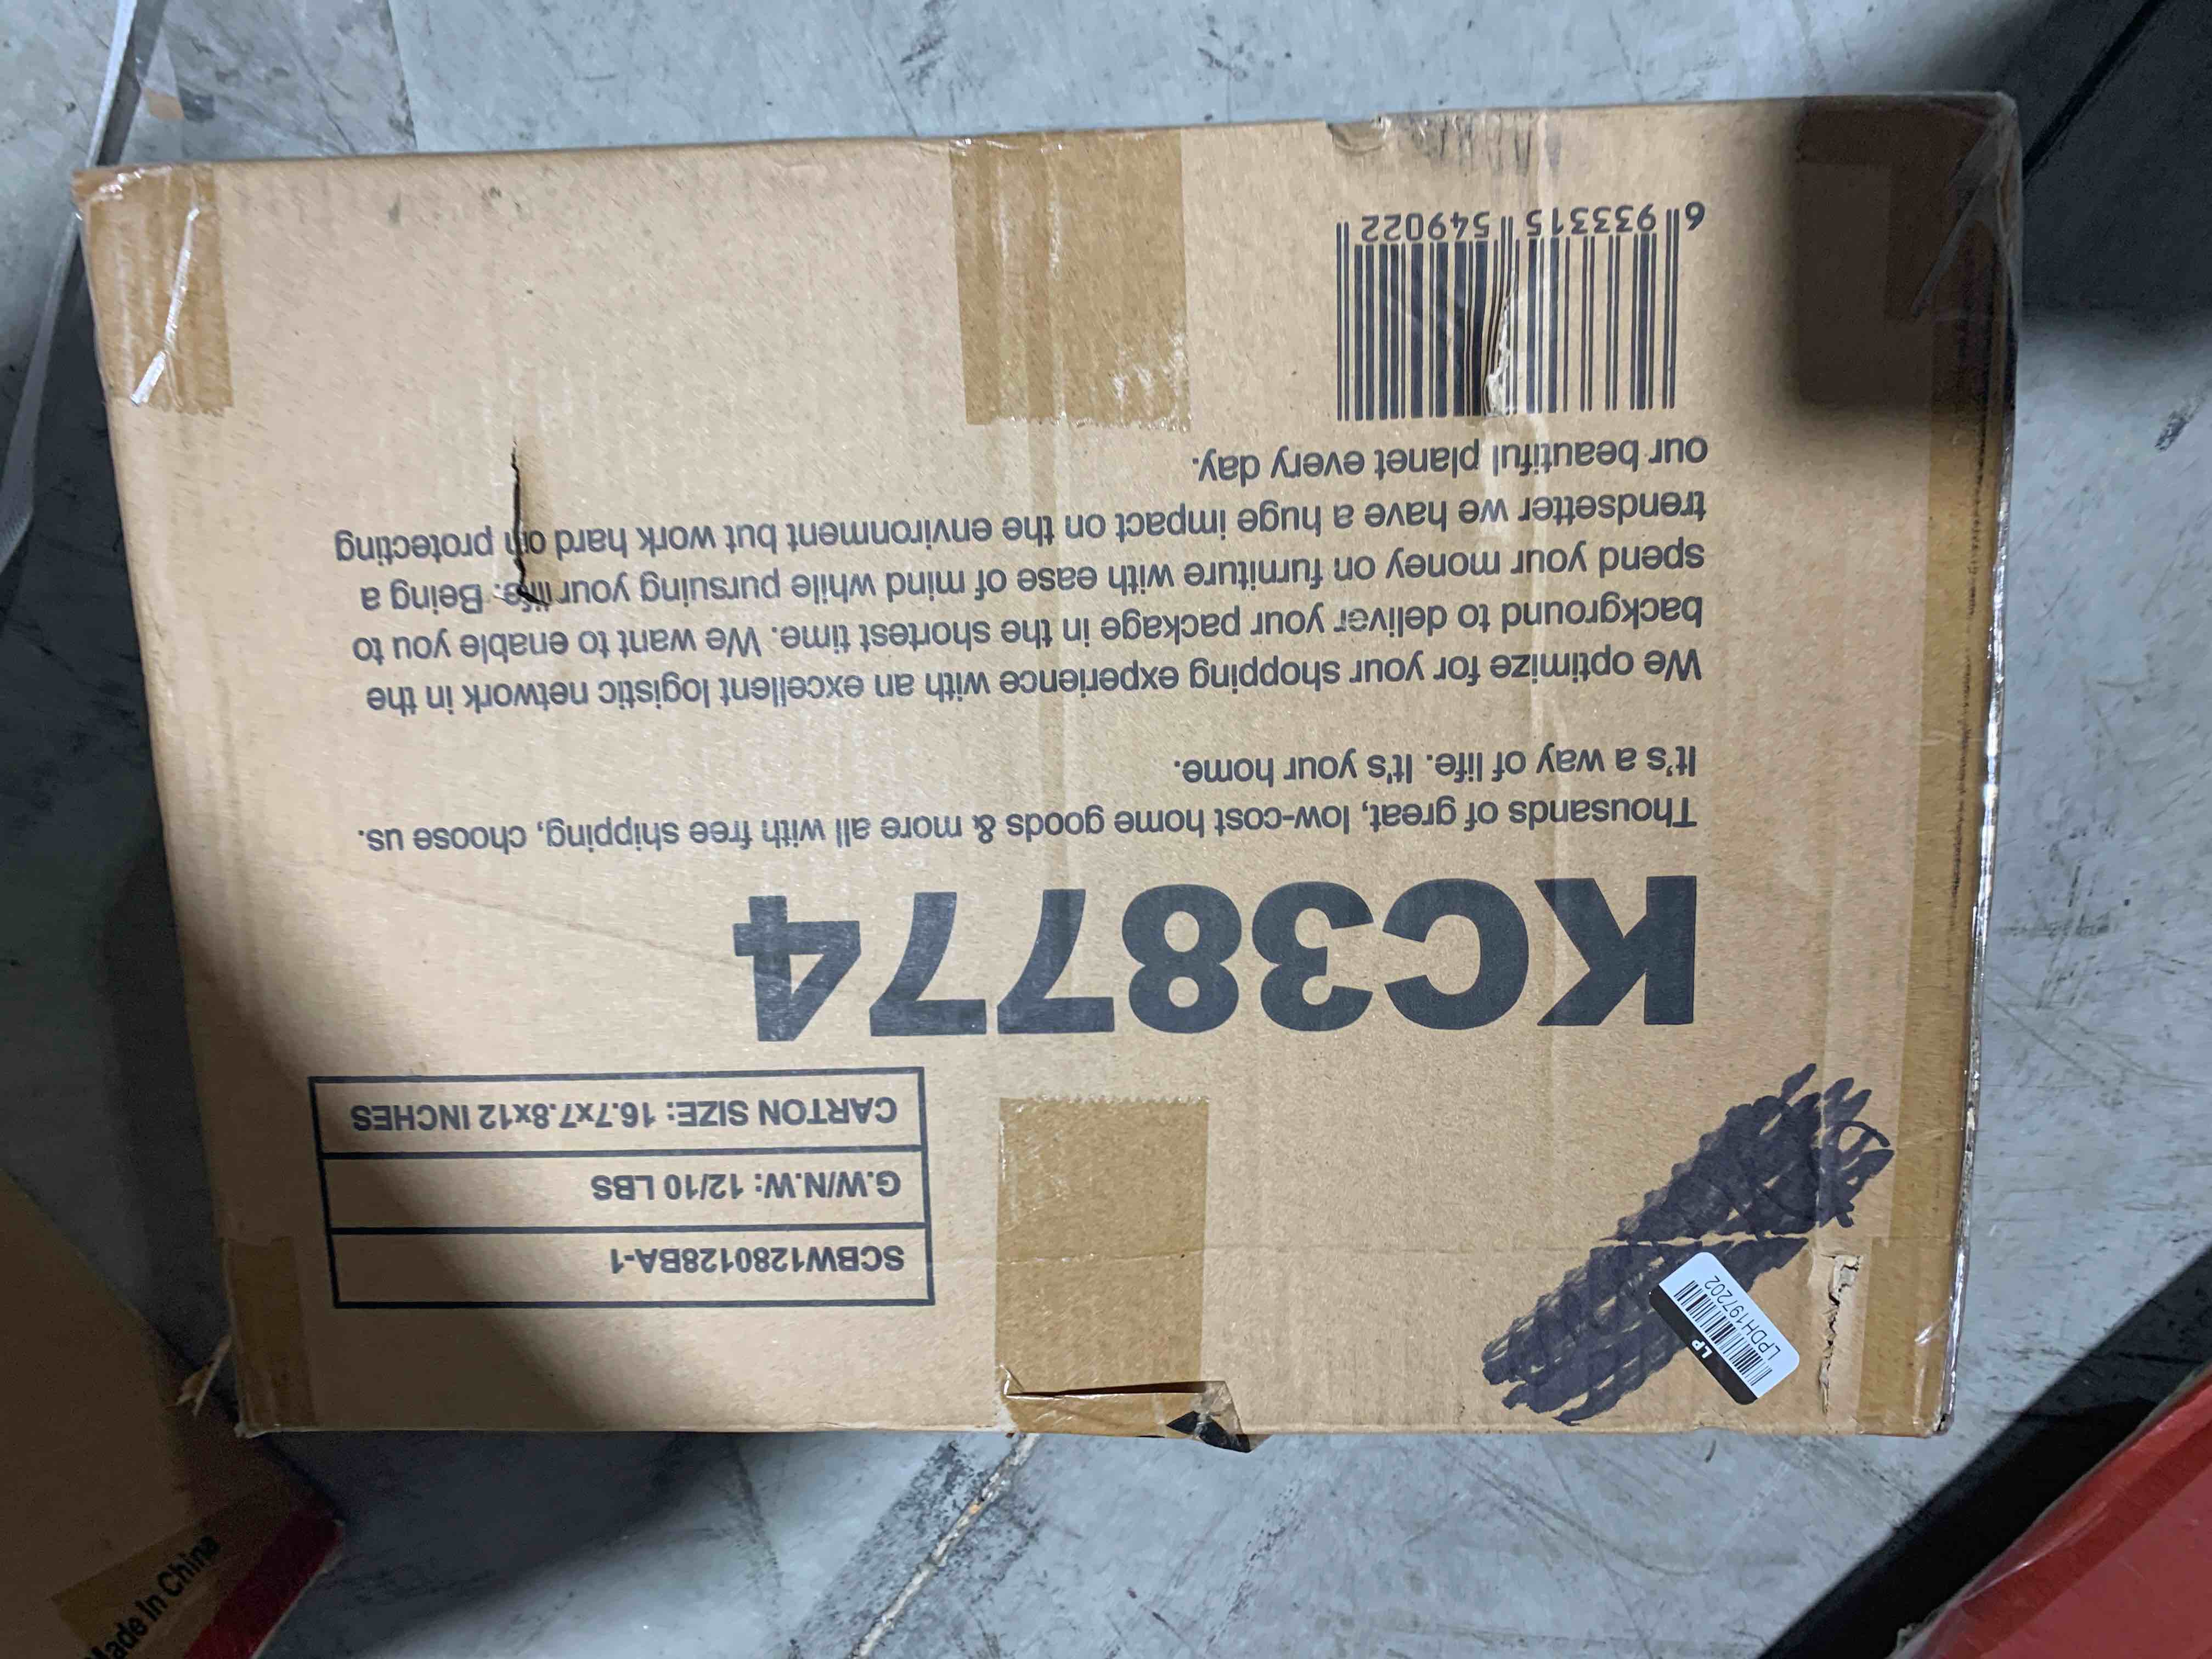 SCBW1280128BA-1
G.W/N.W: 12/10 LBS
CARTON SIZE: 16.7x7.8x12 INCHES
LP
LPDH1197202
KC38774
Thousands of great, low-cost home goods & more all with free shipping, choose us.
It's a way of life. It's your home.
We optimize for your shopping experience with an excellent logistic network in the
background to deliver your package in the shortest time. We want to enable you to
spend your money on furniture with ease of mind while pursuing your life. Being a
trendsetter we have a huge impact on the environment but work hard on protecting
our beautiful planet every day.
6 933315 549022
Made In China